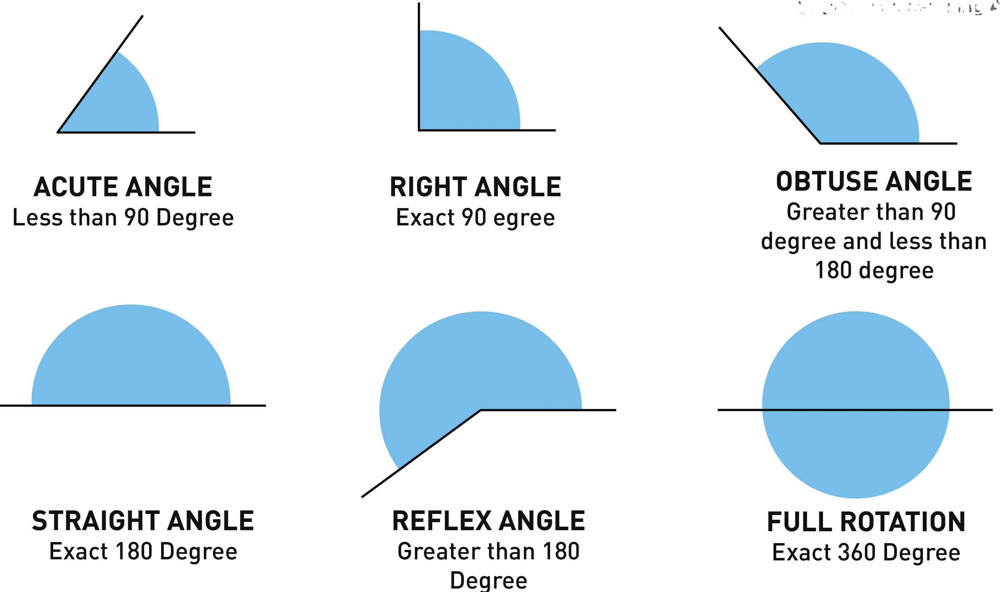 ACUTE ANGLE
Less than 90 Degree
RIGHT ANGLE
Exact 90 egree
OBTUSE ANGLE
Greater than 90
degree and less than
180 degree
STRAIGHT ANGLE
Exact 180 Degree
REFLEX ANGLE
Greater than 180
Degree
FULL ROTATION
Exact 360 Degree